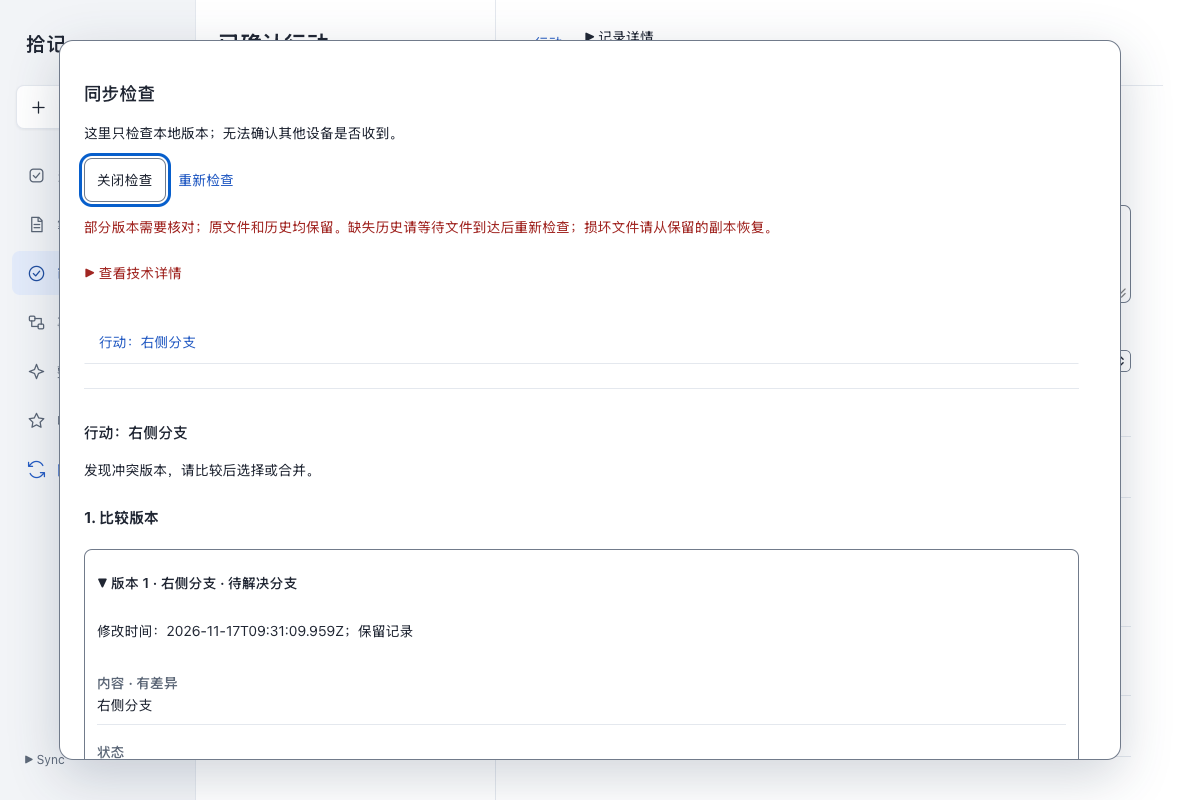 拾记
记录详情
同步检查
这里只检查本地版本；无法确认其他设备是否收到。
关闭检查 重新检查
部分版本需要核对；原文件和历史均保留。缺失历史请等待文件到达后重新检查；损坏文件请从保留的副本恢复。
查看技术详情
行动：右侧分支
行动：右侧分支
发现冲突版本，请比较后选择或合并。
1. 比较版本
版本 1 · 右侧分支 · 待解决分支
修改时间：2026-11-17T09:31:09.959Z；保留记录
内容 · 有差异
右侧分支
状态
Sync